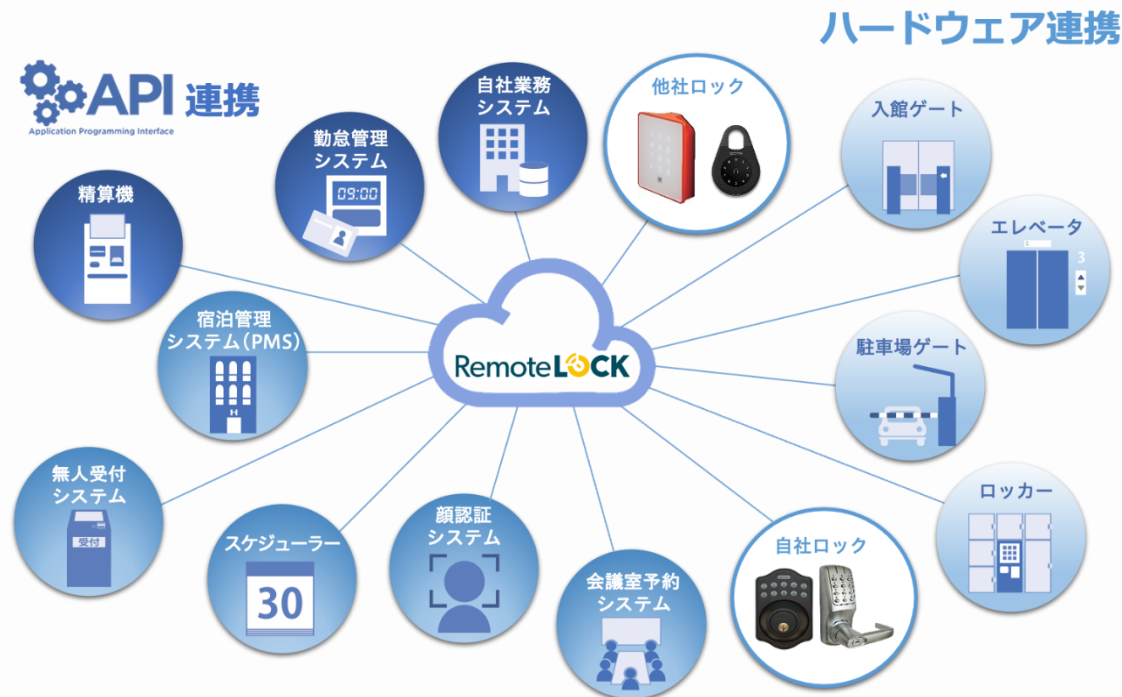 ハードウェア連携
API 連携
Application Programming Interface
自社業務
システム
他社ロック
入館ゲート
勤怠管理
システム
09:00
精算機
エレベータ
3
宿泊管理
システム(PMS)
H
駐車場ゲート
RemoteLOCK
無人受付
システム
受付
スケジューラー
30
顔認証
システム
会議室予約
システム
自社ロック
ロッカー